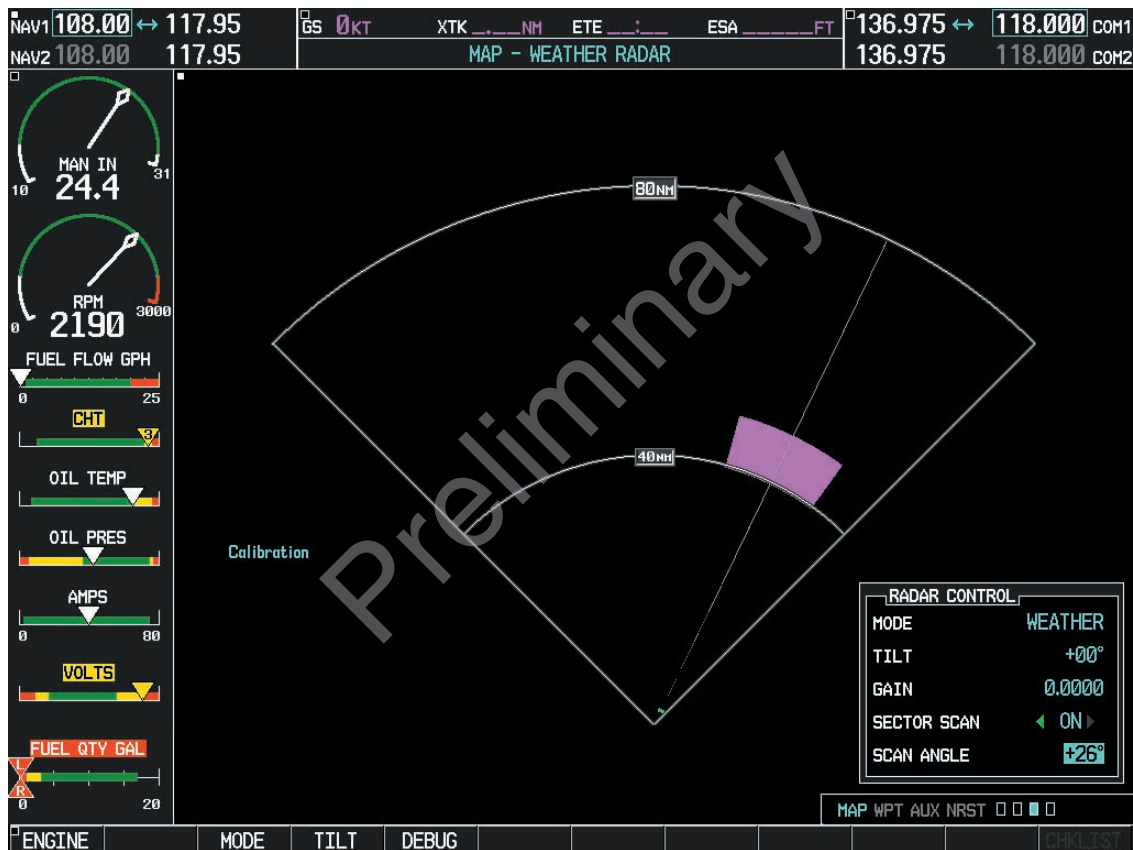 NAV1 108.00 ↔ 117.95
NAV2 108.00 117.95
GS 0KT XTK _._ _NM ETE _ _:_ _ ESA _ _ _ _ _FT
MAP - WEATHER RADAR
136.975 ↔ 118.000 COM1
136.975 118.000 COM2
MAN IN
24.4
10 31
RPM
2190
0 3000
FUEL FLOW GPH
0 25
CHT
3
OIL TEMP
OIL PRES
AMPS
0 80
VOLTS
FUEL QTY GAL
L
R
0 20
80NM
40NM
Calibration
Preliminary
RADAR CONTROL
MODE WEATHER
TILT +00°
GAIN 0.0000
SECTOR SCAN ON
SCAN ANGLE +26°
MAP WPT AUX NRST
ENGINE MODE TILT DEBUG CHKLIST